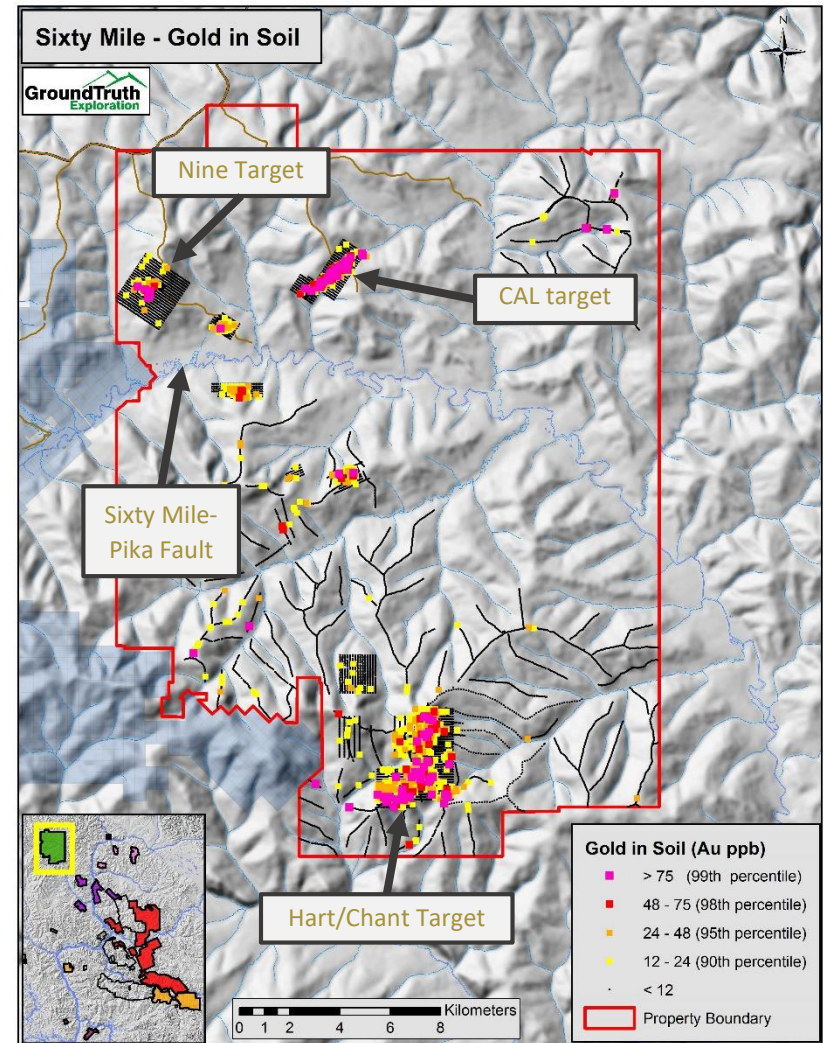 Sixty Mile - Gold in Soil
N
GroundTruth
Exploration
Nine Target
CAL target
Sixty Mile-
Pika Fault
Hart/Chant Target
Kilometers
0 1 2 4 6 8
Gold in Soil (Au ppb)
> 75 (99th percentile)
48 - 75 (98th percentile)
24 - 48 (95th percentile)
12 - 24 (90th percentile)
< 12
Property Boundary